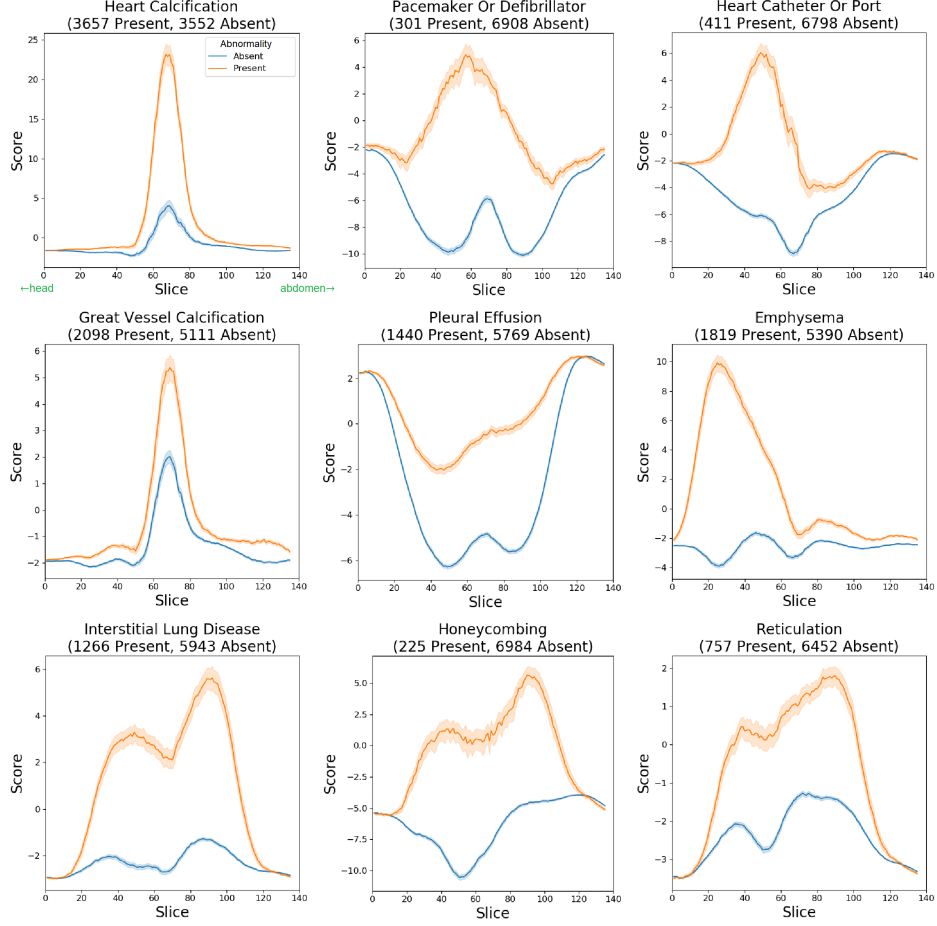 Heart Calcification
(3657 Present, 3552 Absent)
25
20
15
10
5
0
Score
Abnormality
Absent
Present
0 20 40 60 80 100 120 140
←head
Slice
abdomen→
Pacemaker Or Defibrillator
(301 Present, 6908 Absent)
6
4
2
0
−2
−4
−6
−8
−10
Score
0 20 40 60 80 100 120 140
Slice
Heart Catheter Or Port
(411 Present, 6798 Absent)
6
4
2
0
−2
−4
−6
−8
Score
0 20 40 60 80 100 120 140
Slice
Great Vessel Calcification
(2098 Present, 5111 Absent)
6
5
4
3
2
1
0
−1
−2
Score
0 20 40 60 80 100 120 140
Slice
Pleural Effusion
(1440 Present, 5769 Absent)
2
0
−2
−4
−6
Score
0 20 40 60 80 100 120 140
Slice
Emphysema
(1819 Present, 5390 Absent)
10
8
6
4
2
0
−2
−4
Score
0 20 40 60 80 100 120 140
Slice
Interstitial Lung Disease
(1266 Present, 5943 Absent)
6
4
2
0
−2
Score
0 20 40 60 80 100 120 140
Slice
Honeycombing
(225 Present, 6984 Absent)
5.0
2.5
0.0
−2.5
−5.0
−7.5
−10.0
Score
0 20 40 60 80 100 120 140
Slice
Reticulation
(757 Present, 6452 Absent)
2
1
0
−1
−2
−3
Score
0 20 40 60 80 100 120 140
Slice